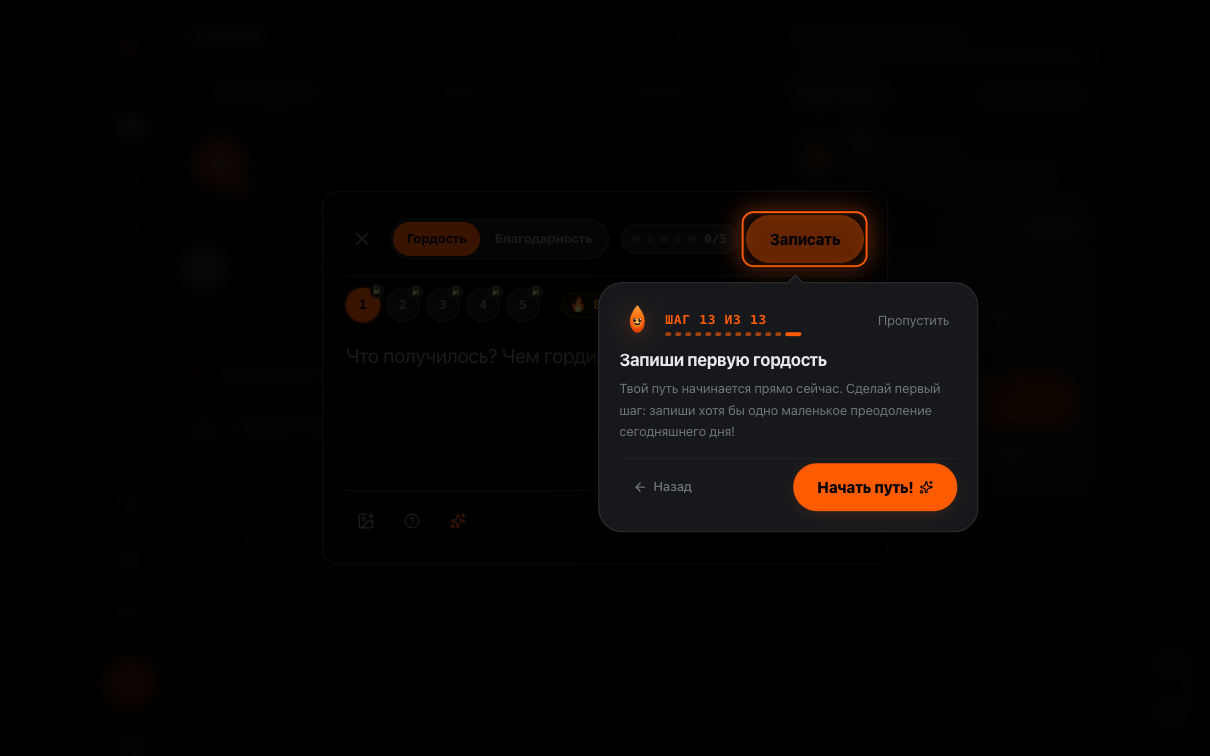 Гордость Благодарность 0/5 Записать
1 2 3 4 5
Что получилось? Чем горди
ШАГ 13 ИЗ 13
Пропустить
Запиши первую гордость
Твой путь начинается прямо сейчас. Сделай первый
шаг: запиши хотя бы одно маленькое преодоление
сегодняшнего дня!
Назад
Начать путь!